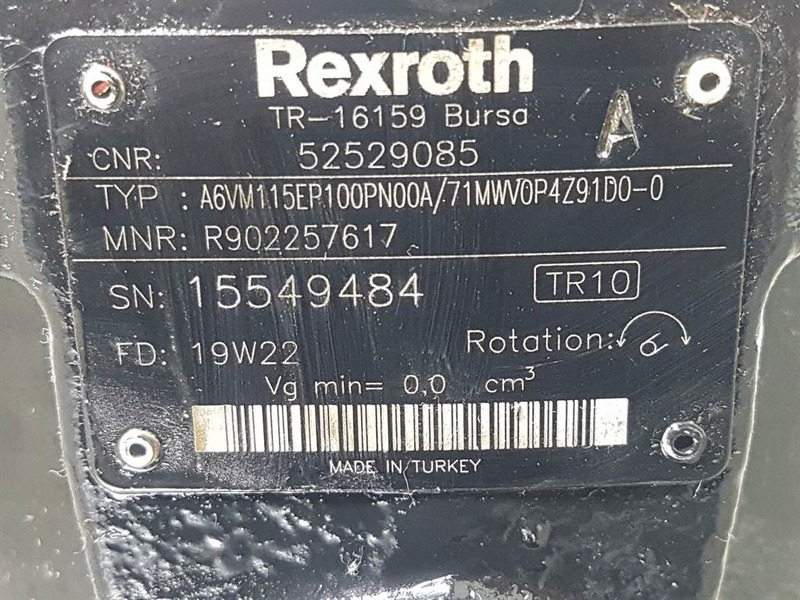 Rexroth
TR-16159 Bursa
A
CNR: 52529085
TYP : A6VM115EP100PN00A/71MWV0P4Z91D0-0
MNR: R902257617
SN: 15549484 TR10
FD: 19W22 Rotation:
Vg min= 0,0 cm³
MADE IN TURKEY